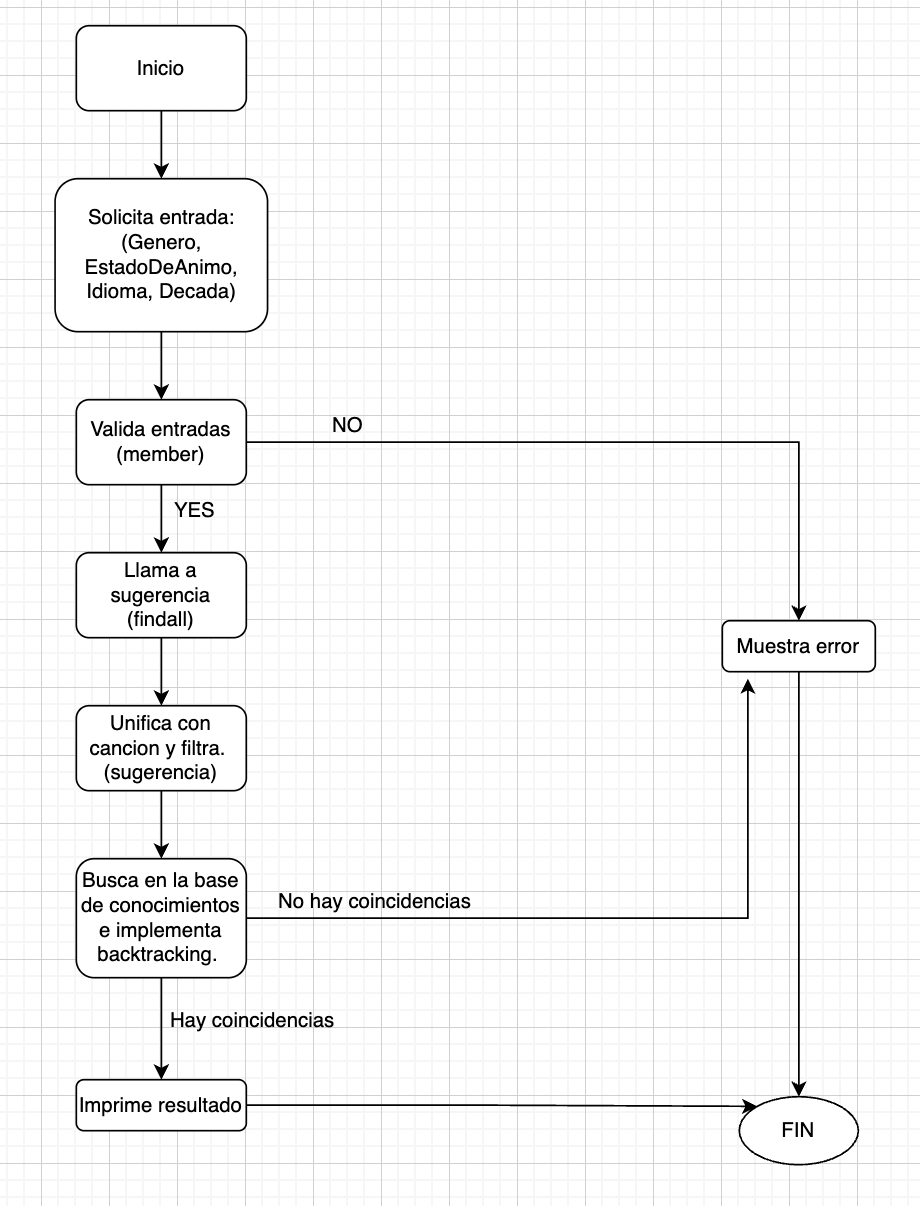 Inicio
Solicita entrada:
(Genero,
EstadoDeAnimo,
Idioma, Decada)
Valida entradas
(member)
NO
YES
Llama a
sugerencia
(findall)
Muestra error
Unifica con
cancion y filtra.
(sugerencia)
Busca en la base
de conocimientos
e implementa
backtracking.
No hay coincidencias
Hay coincidencias
Imprime resultado
FIN